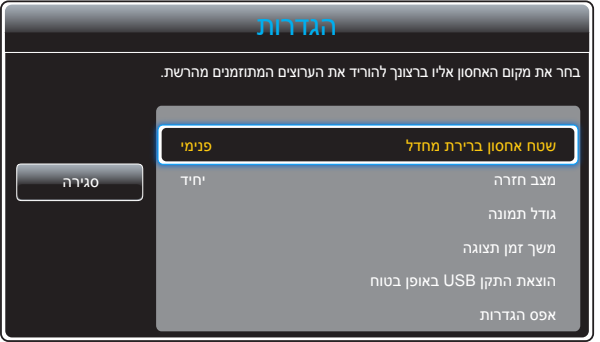 הגדרות
בחר את מקום האחסון אליו ברצונך להוריד את הערוצים המתוזמנים מהרשת.
שטח אחסון ברירת מחדל פנימי
מצב חזרה יחיד
גודל תמונה
משך זמן תצוגה
הוצאת התקן USB באופן בטוח
אפס הגדרות
סגירה